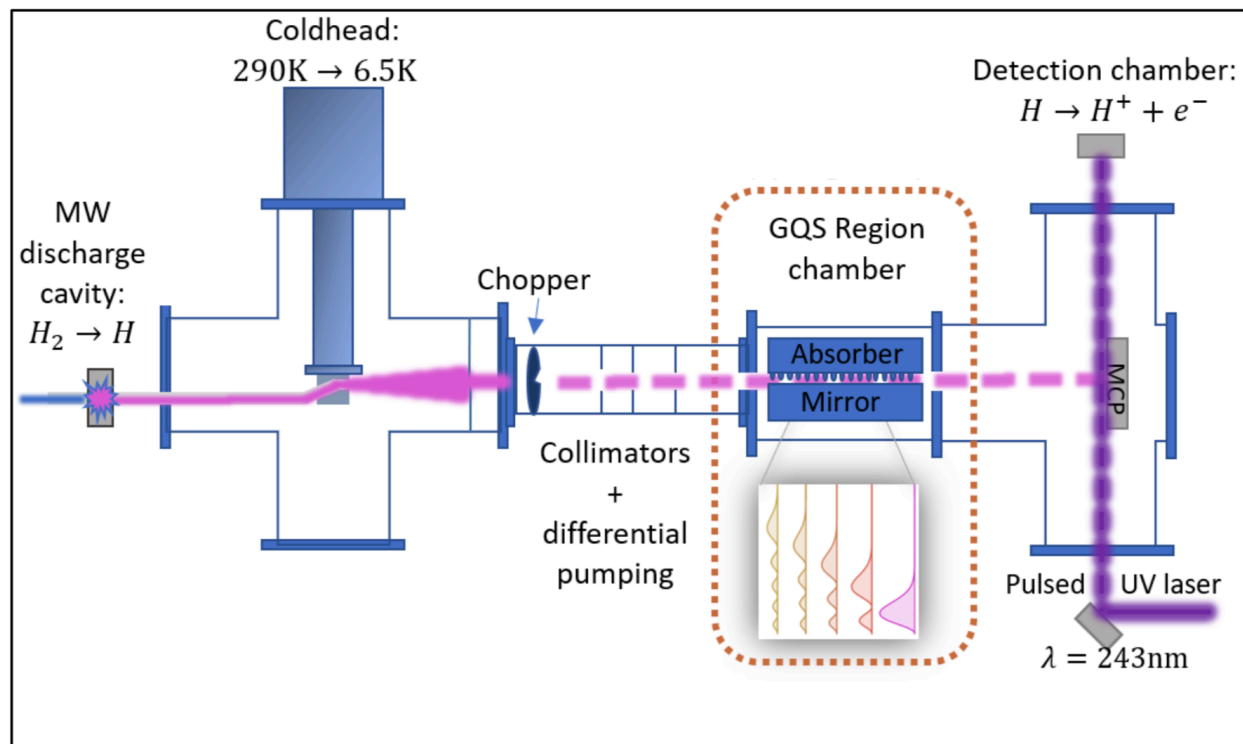 Coldhead:
290K → 6.5K
Detection chamber:
H → H⁺ + e⁻
MW
discharge
cavity:
H₂ → H
Chopper
GQS Region
chamber
Absorber
Mirror
MCP
Collimators
+
differential
pumping
Pulsed UV laser
λ = 243nm